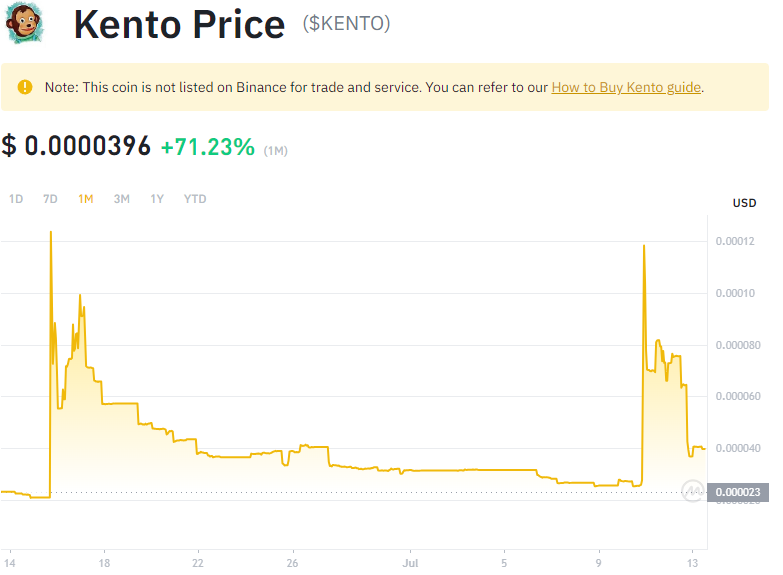 Kento Price ($KENTO)
Note: This coin is not listed on Binance for trade and service. You can refer to our How to Buy Kento guide.
$ 0.0000396 +71.23% (1M)
1D 7D 1M 3M 1Y YTD
USD
0.00012
0.00010
0.000080
0.000060
0.000040
0.000023
14 18 22 26 Jul 5 9 13